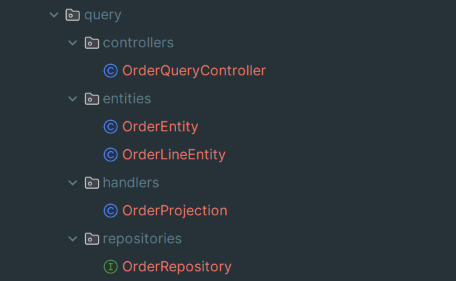 query
controllers
C OrderQueryController
entities
C OrderEntity
C OrderLineEntity
handlers
C OrderProjection
repositories
I OrderRepository